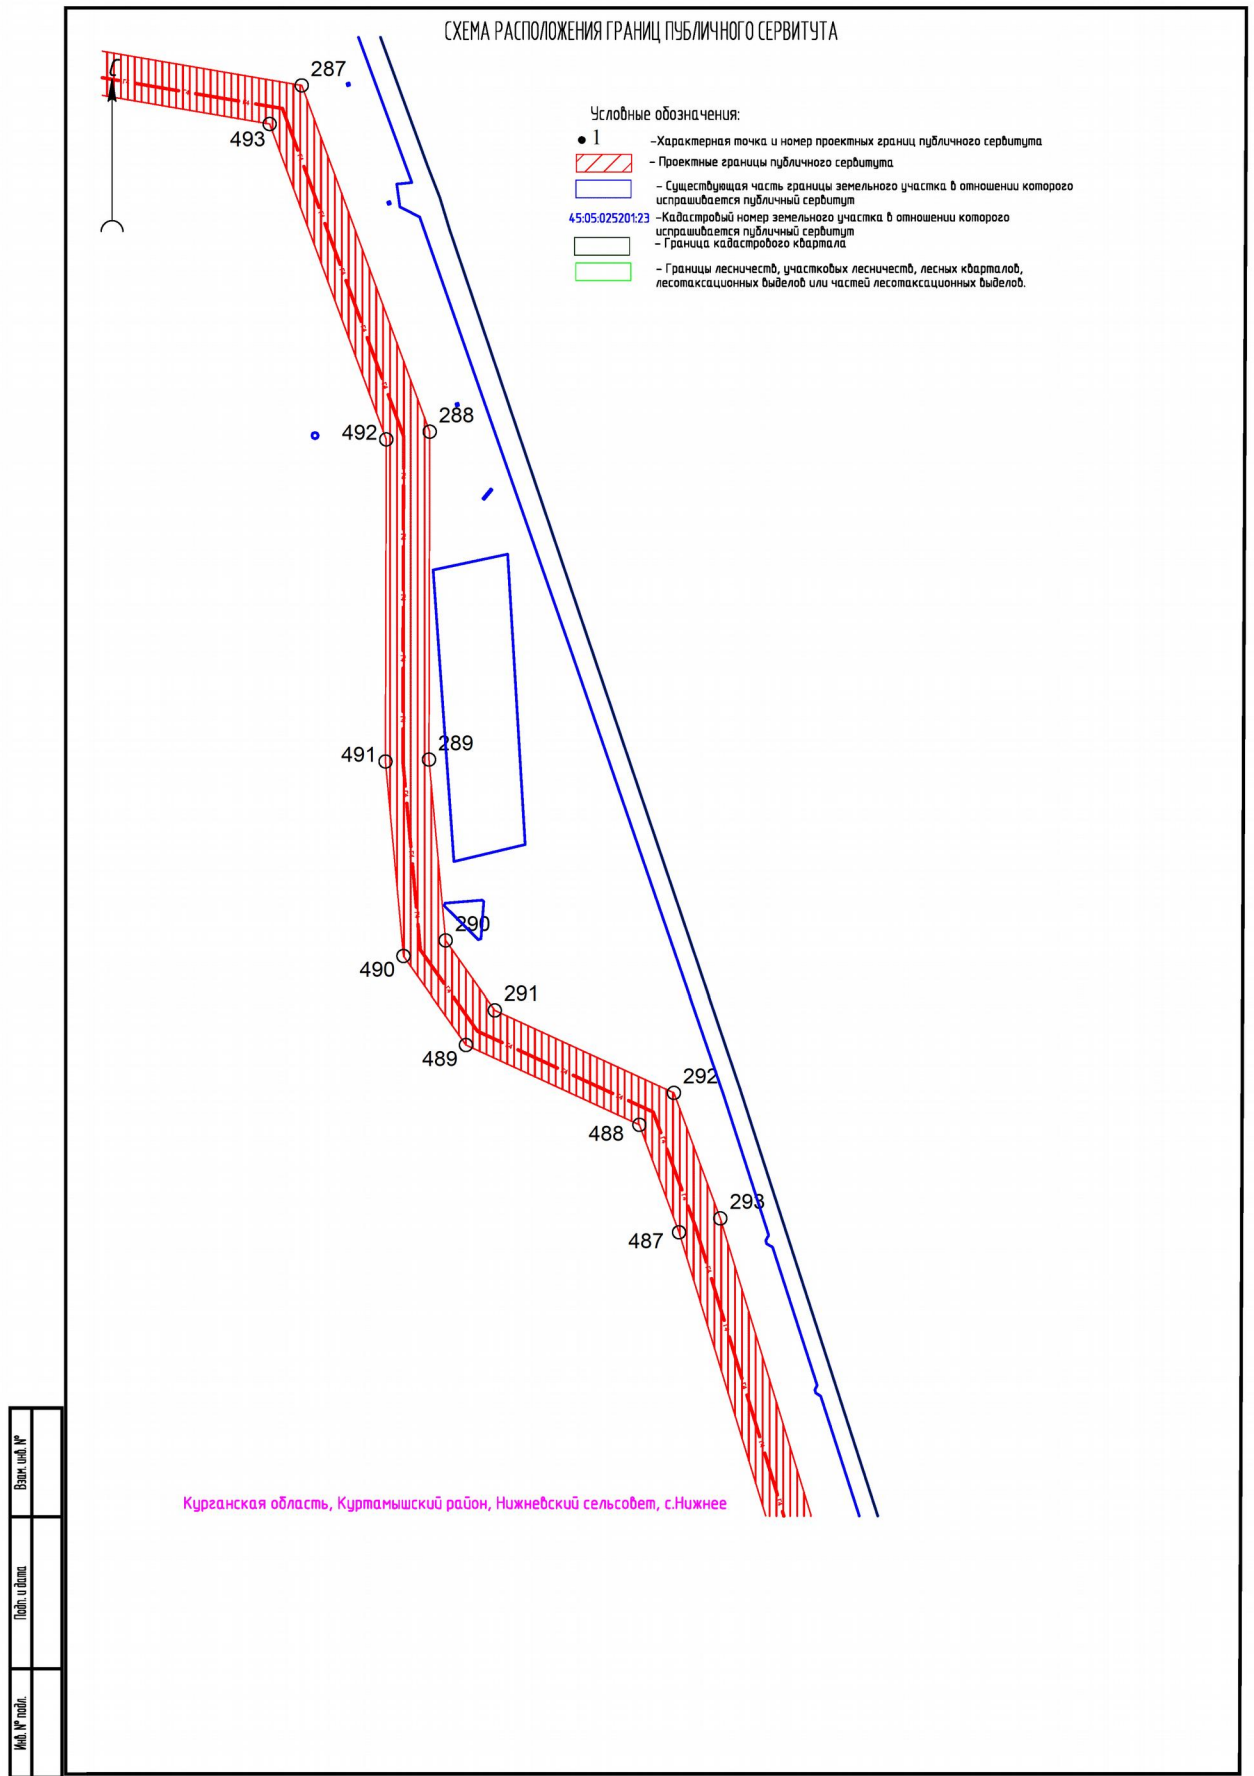 СХЕМА РАСПОЛОЖЕНИЯ ГРАНИЦ ПУБЛИЧНОГО СЕРВИТУТА
С
287
493
Условные обозначения:
1 -Характерная точка и номер проектных границ публичного сервитута
- Проектные границы публичного сервитута
- Существующая часть границы земельного участка в отношении которого
испрашивается публичный сервитут
45:05:025201:23 -Кадастровый номер земельного участка в отношении которого
испрашивается публичный сервитут
- Граница кадастрового квартала
- Границы лесничеств, участковых лесничеств, лесных кварталов,
лесотаксационных выделов или частей лесотаксационных выделов.
288
492
289
491
290
490
291
489
292
488
293
487
Курганская область, Куртамышский район, Нижневский сельсовет, с.Нижнее
Взам. инв. №
Подп. и дата
Инв. № подл.